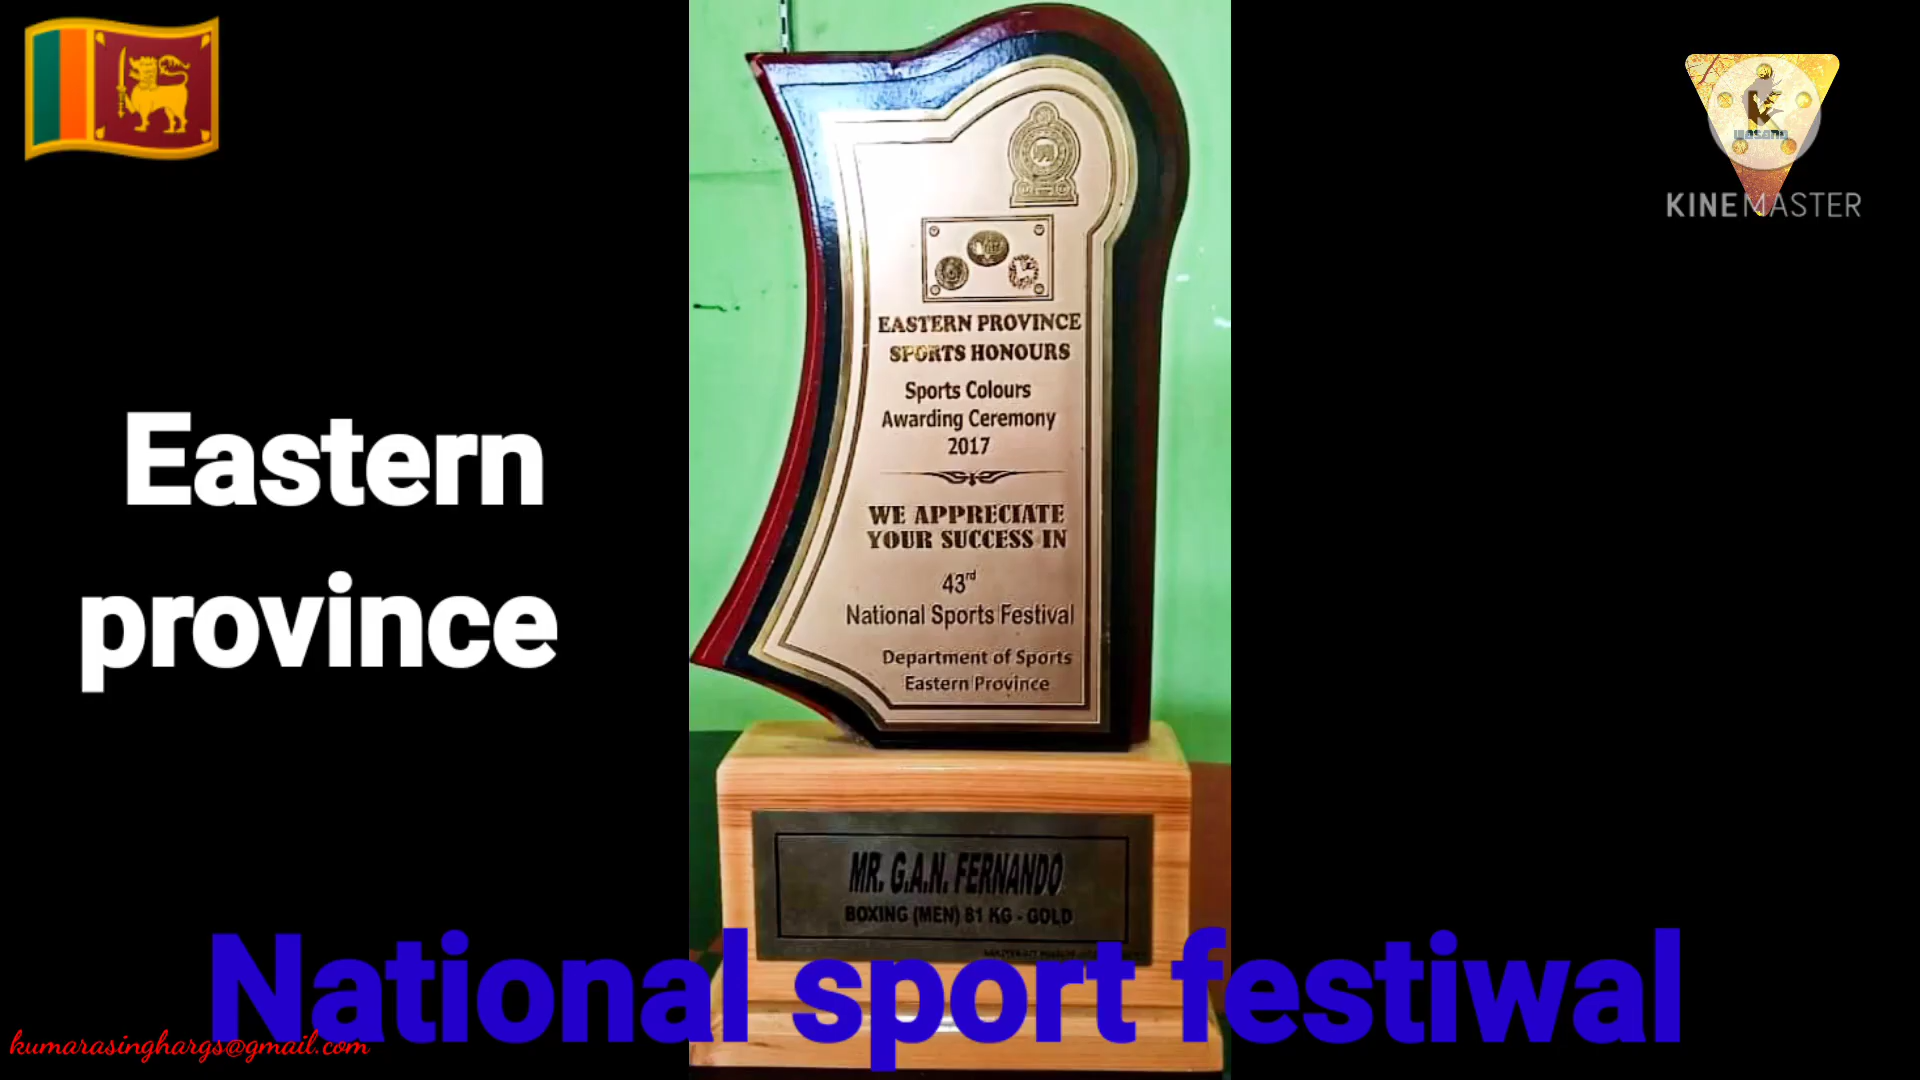 KINEMASTER
EASTERN PROVINCE
SPORTS HONOURS
Sports Colours
Awarding Ceremony
2017
WE APPRECIATE
YOUR SUCCESS IN
43rd
National Sports Festival
Department of Sports
Eastern Province
Eastern
province
MR. G.A.N. FERNANDO
BOXING (MEN) 81 KG - GOLD
National sport festiwal
kumarasinghargs@gmail.com